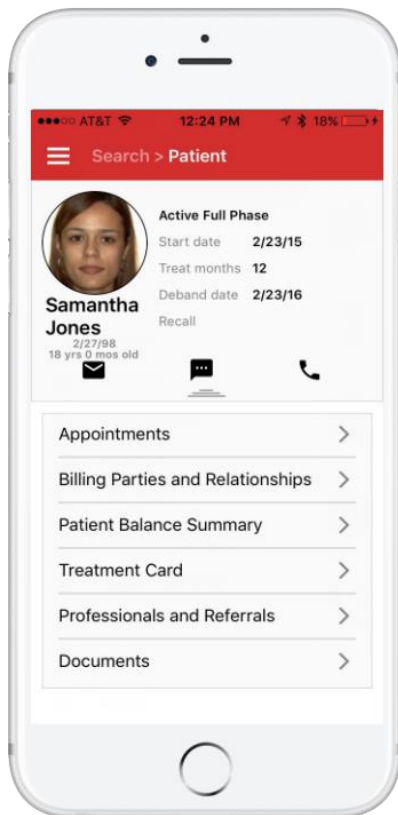 AT&T 12:24 PM 18%
Search > Patient
Active Full Phase
Start date 2/23/15
Treat months 12
Deband date 2/23/16
Recall
Samantha
Jones
2/27/98
18 yrs 0 mos old
Appointments
Billing Parties and Relationships
Patient Balance Summary
Treatment Card
Professionals and Referrals
Documents